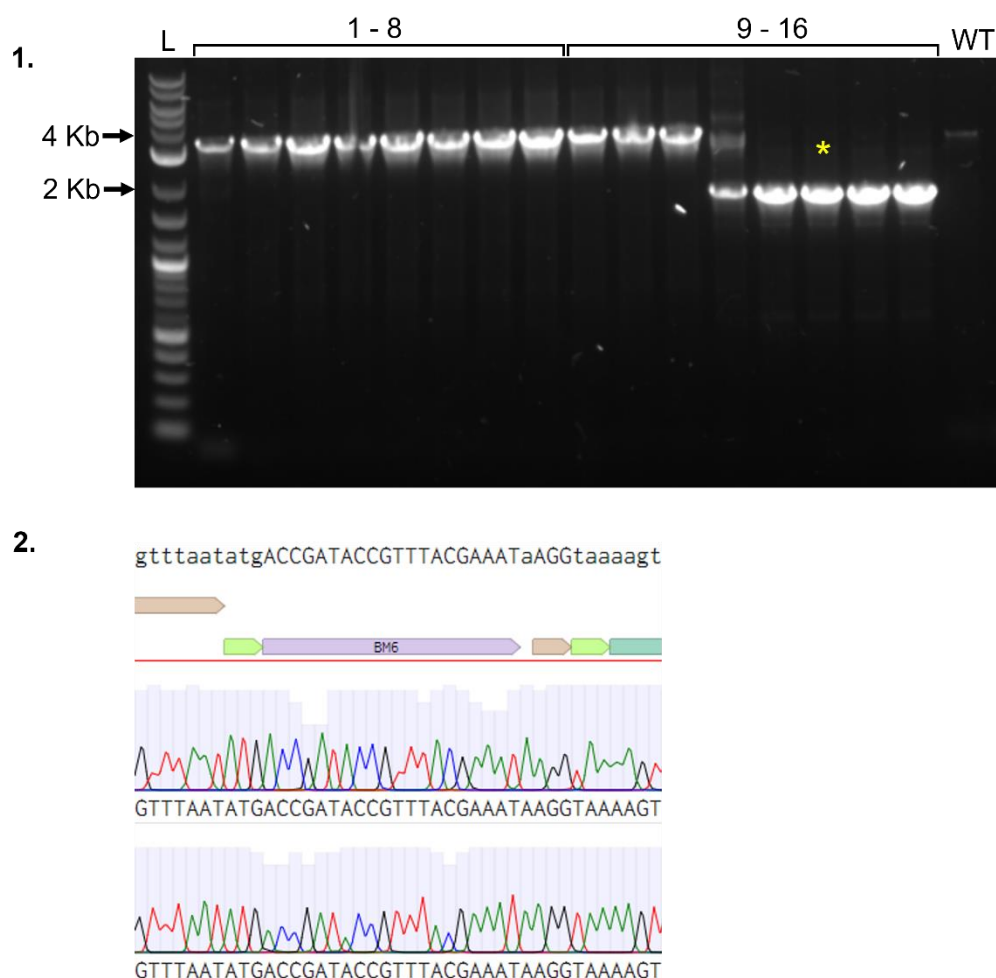 1.
L
1 - 8
9 - 16
WT
4 Kb
2 Kb
*
2.
gtttaatatgACCGATACCGTTTACGAAATaAGGtaaaagt
BM6
GTTTAATATGACCGATACCGTTTACGAAATAAGGTAAAAGT
GTTTAATATGACCGATACCGTTTACGAAATAAGGTAAAAGT